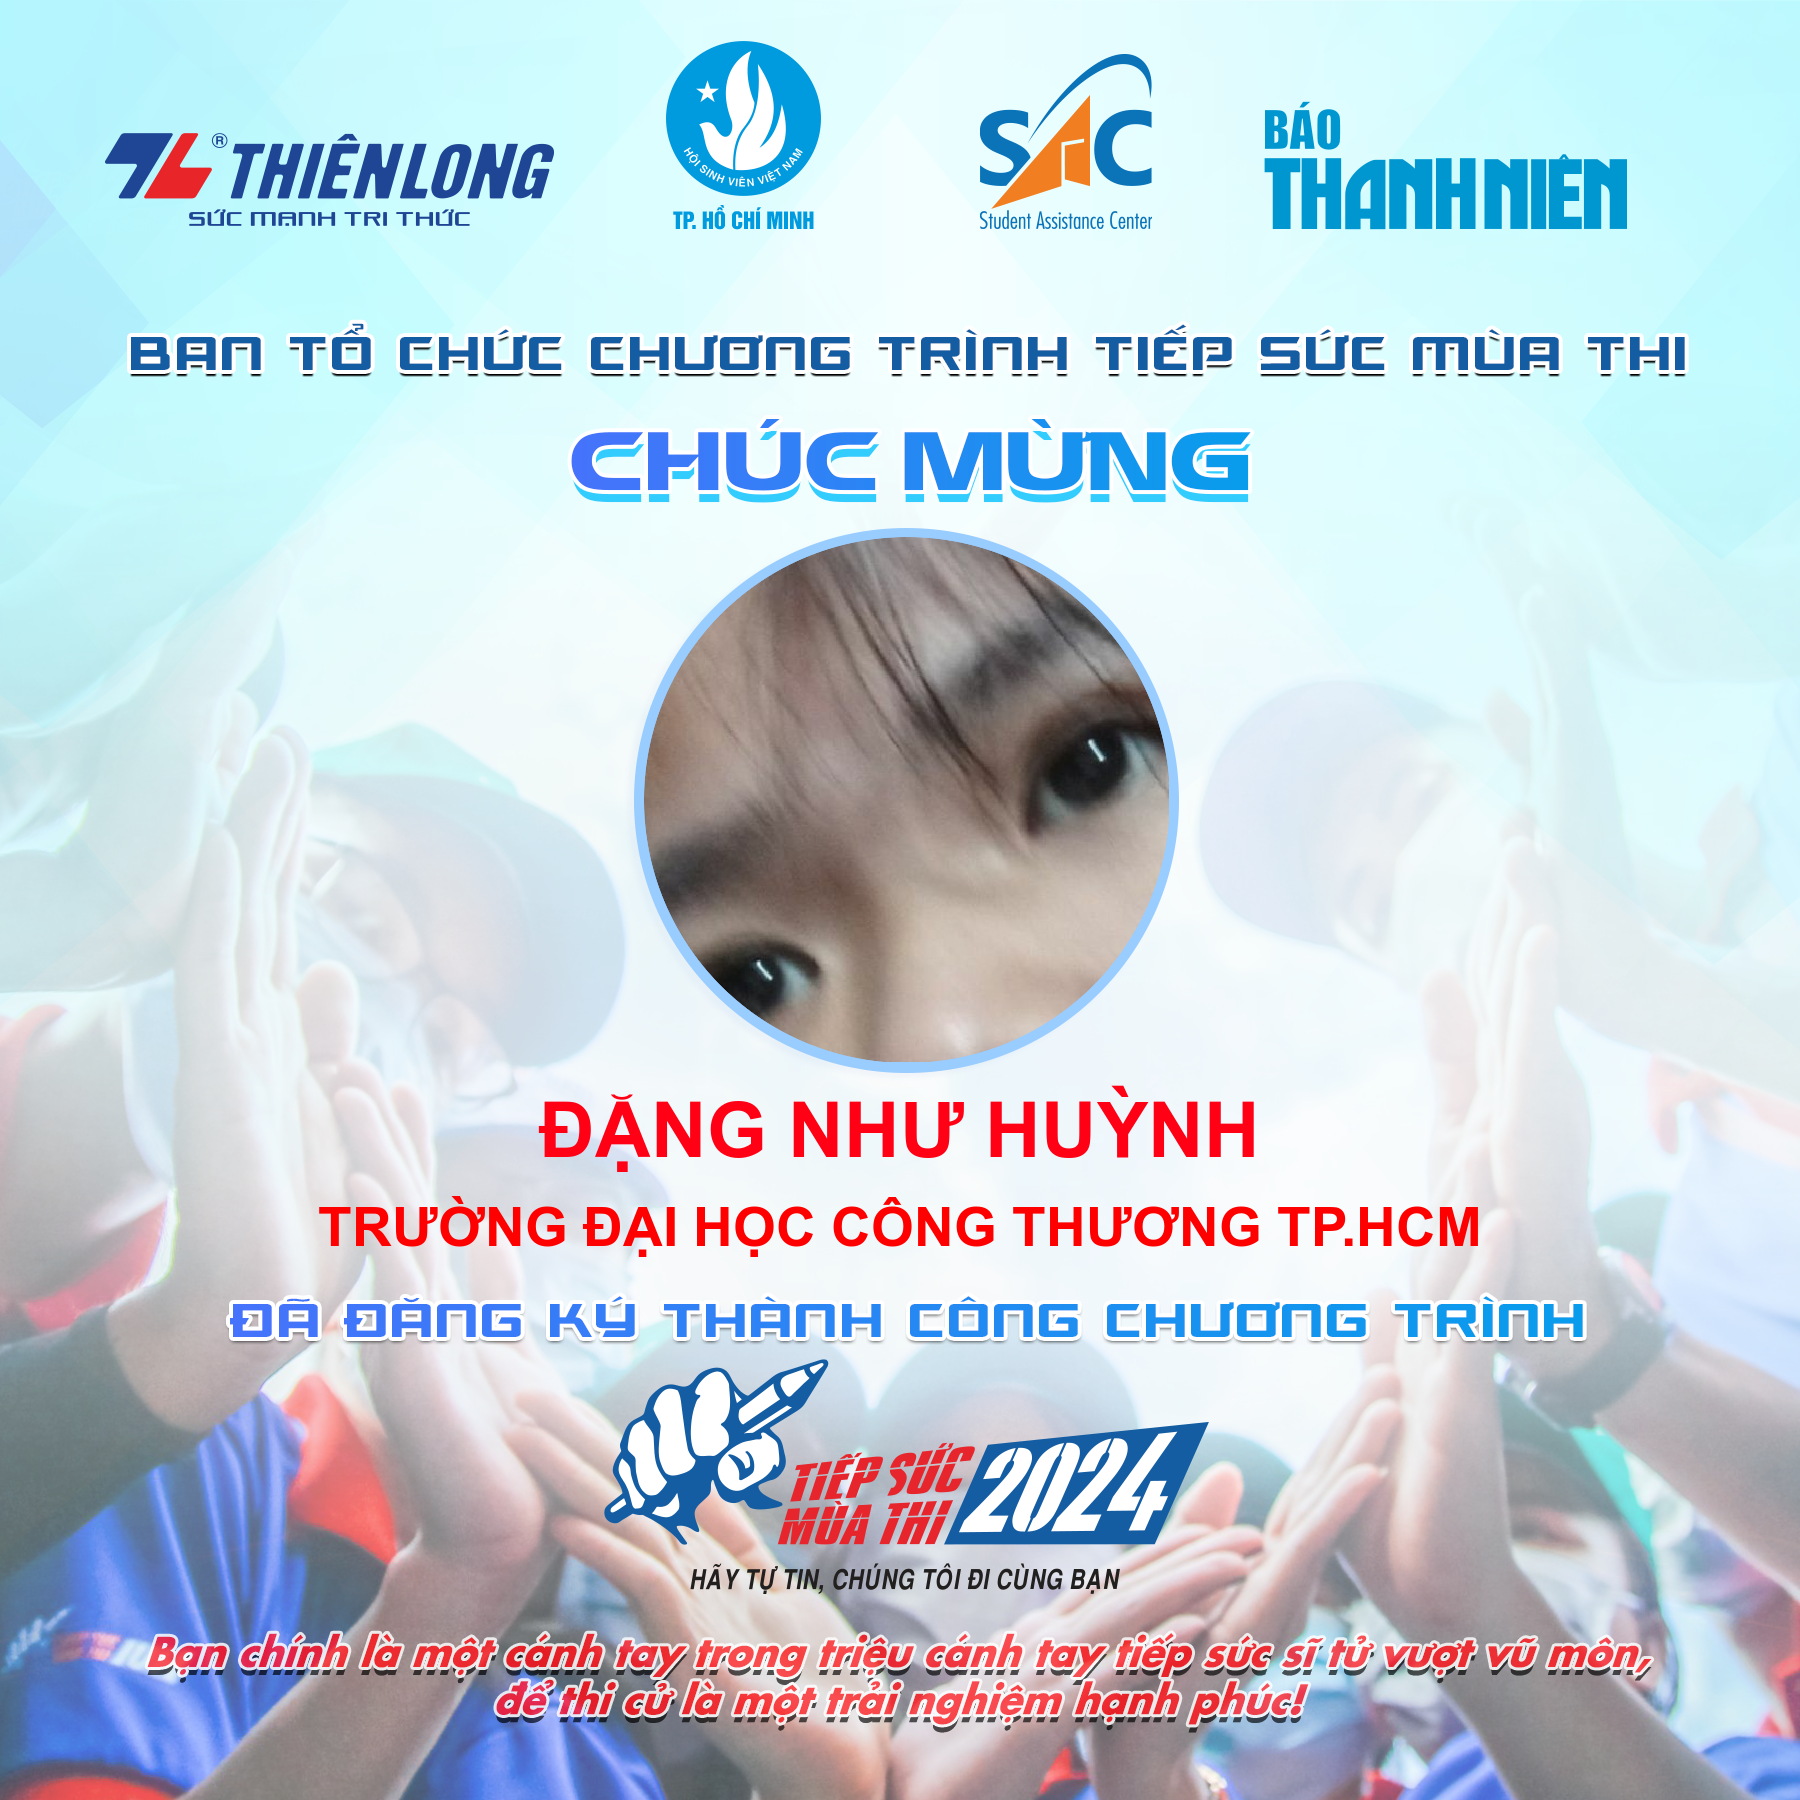 THIÊN LONG ®
SỨC MẠNH TRI THỨC
HỘI SINH VIÊN VIỆT NAM
TP. HỒ CHÍ MINH
SAC
Student Assistance Center
BÁO
THANH NIÊN
BAN TỔ CHỨC CHƯƠNG TRÌNH TIẾP SỨC MÙA THI
CHÚC MỪNG
ĐẶNG NHƯ HUỲNH
TRƯỜNG ĐẠI HỌC CÔNG THƯƠNG TP.HCM
ĐÃ ĐĂNG KÝ THÀNH CÔNG CHƯƠNG TRÌNH
TIẾP SỨC
MÙA THI 2024
HÃY TỰ TIN, CHÚNG TÔI ĐI CÙNG BẠN
Bạn chính là một cánh tay trong triệu cánh tay tiếp sức sĩ tử vượt vũ môn,
để thi cử là một trải nghiệm hạnh phúc!